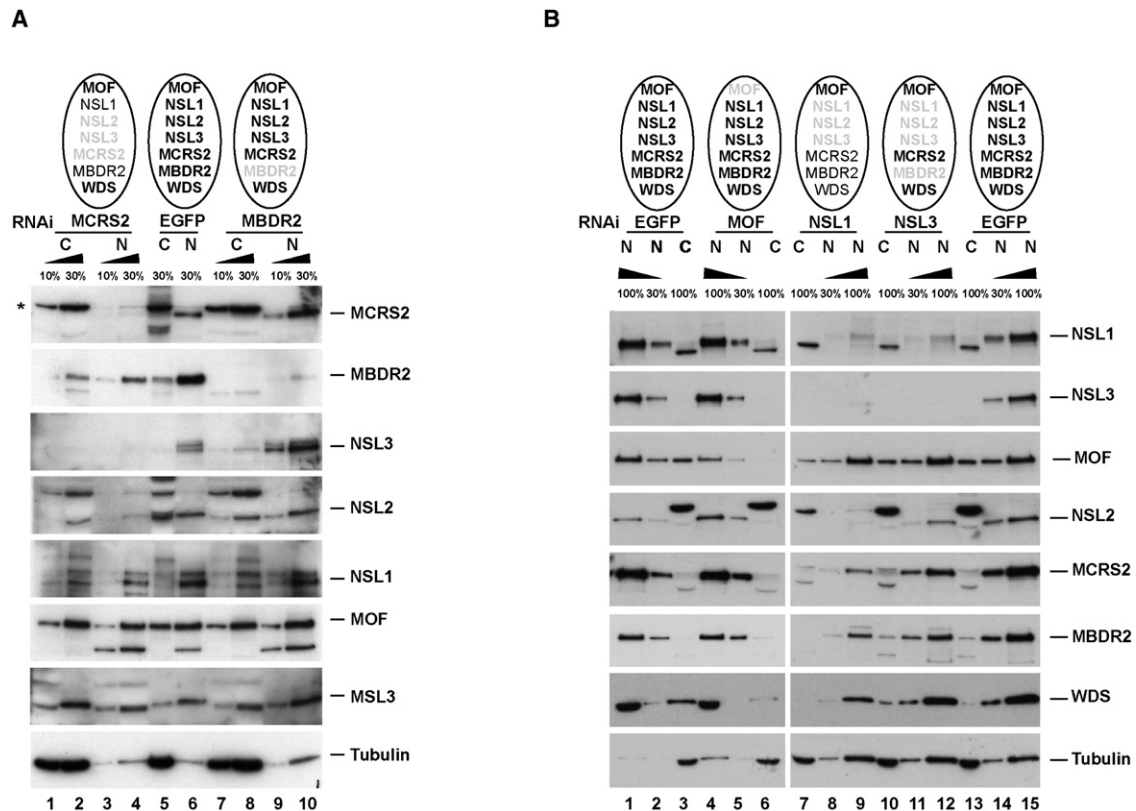 A
MOF
NSL1
NSL2
NSL3
MCRS2
MBDR2
WDS
MOF
NSL1
NSL2
NSL3
MCRS2
MBDR2
WDS
MOF
NSL1
NSL2
NSL3
MCRS2
MBDR2
WDS
RNAi MCRS2 EGFP MBDR2
C N C N C N
10% 30% 10% 30% 30% 30% 10% 30% 10% 30%
* — MCRS2
— MBDR2
— NSL3
— NSL2
— NSL1
— MOF
— MSL3
— Tubulin
1 2 3 4 5 6 7 8 9 10
B
MOF
NSL1
NSL2
NSL3
MCRS2
MBDR2
WDS
MOF
NSL1
NSL2
NSL3
MCRS2
MBDR2
WDS
MOF
NSL1
NSL2
NSL3
MCRS2
MBDR2
WDS
MOF
NSL1
NSL2
NSL3
MCRS2
MBDR2
WDS
MOF
NSL1
NSL2
NSL3
MCRS2
MBDR2
WDS
RNAi EGFP MOF NSL1 NSL3 EGFP
N N C N N C C N N C N N C N N
100% 30% 100% 100% 30% 100% 100% 30% 100% 100% 30% 100% 100% 30% 100%
— NSL1
— NSL3
— MOF
— NSL2
— MCRS2
— MBDR2
— WDS
— Tubulin
1 2 3 4 5 6 7 8 9 10 11 12 13 14 15